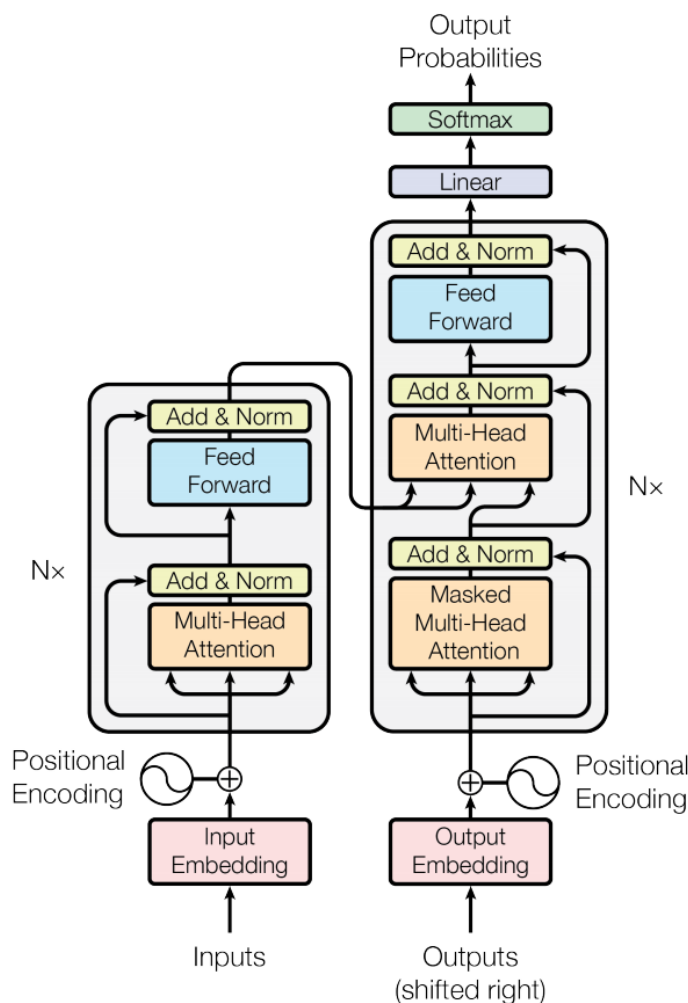 Output
Probabilities
Softmax
Linear
Add & Norm
Feed
Forward
Add & Norm
Multi-Head
Attention
Add & Norm
Masked
Multi-Head
Attention
N×
Add & Norm
Feed
Forward
Add & Norm
Multi-Head
Attention
N×
Positional
Encoding
Positional
Encoding
Input
Embedding
Output
Embedding
Inputs
Outputs
(shifted right)